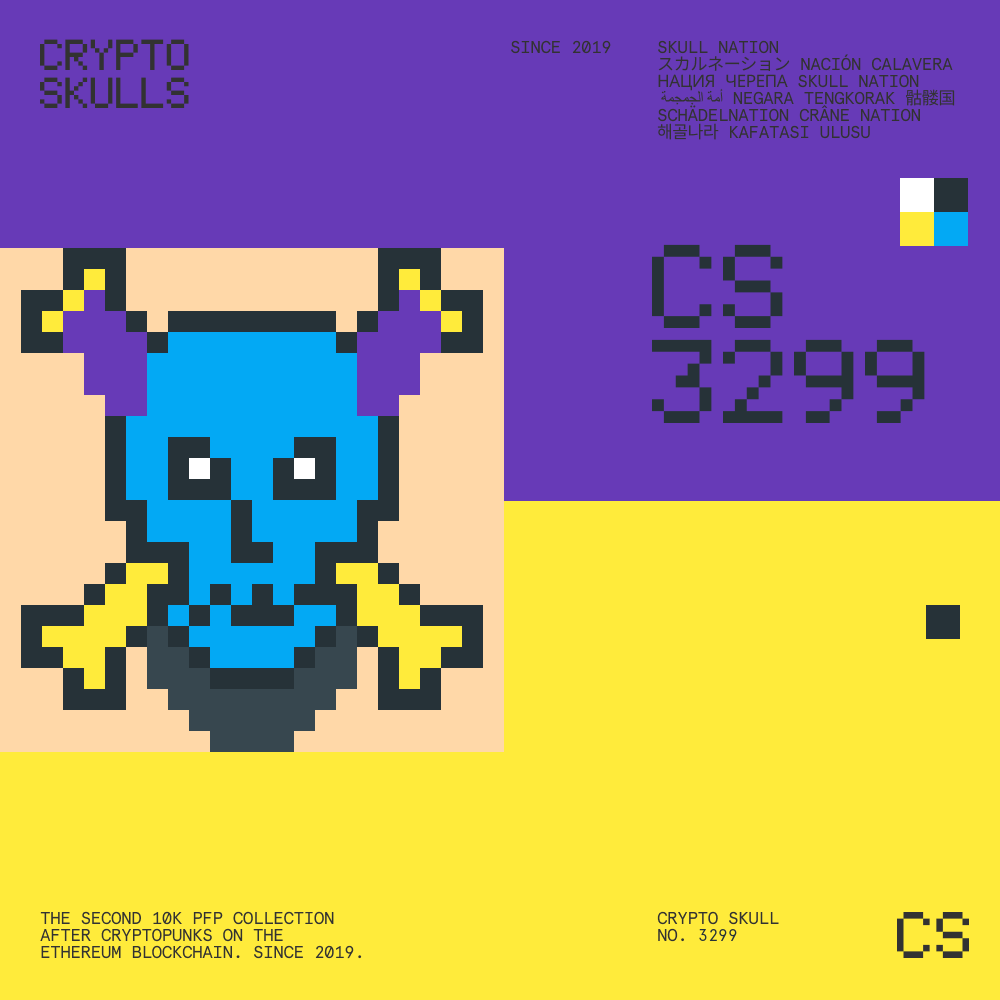 CRYPTO
SKULLS
SINCE 2019
SKULL NATION
スカルネーション NACIÓN CALAVERA
НАЦИЯ ЧЕРЕПА SKULL NATION
أمة الجمجمة NEGARA TENGKORAK 骷髅国
SCHÄDELNATION CRÂNE NATION
해골나라 KAFATASI ULUSU
CS
3299
THE SECOND 10K PFP COLLECTION
AFTER CRYPTOPUNKS ON THE
ETHEREUM BLOCKCHAIN. SINCE 2019.
CRYPTO SKULL
NO. 3299
CS